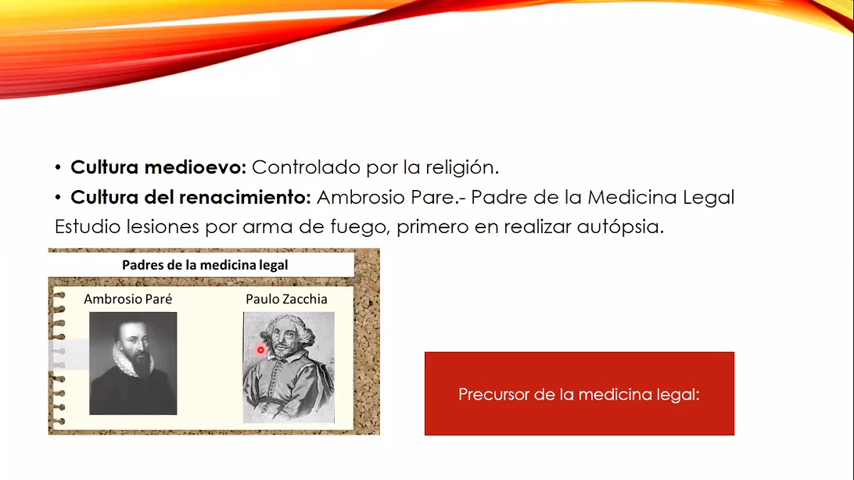 • Cultura medioevo: Controlado por la religión.
• Cultura del renacimiento: Ambrosio Pare.- Padre de la Medicina Legal
Estudio lesiones por arma de fuego, primero en realizar autópsia.
Padres de la medicina legal
Ambrosio Paré
Paulo Zacchia
Precursor de la medicina legal: